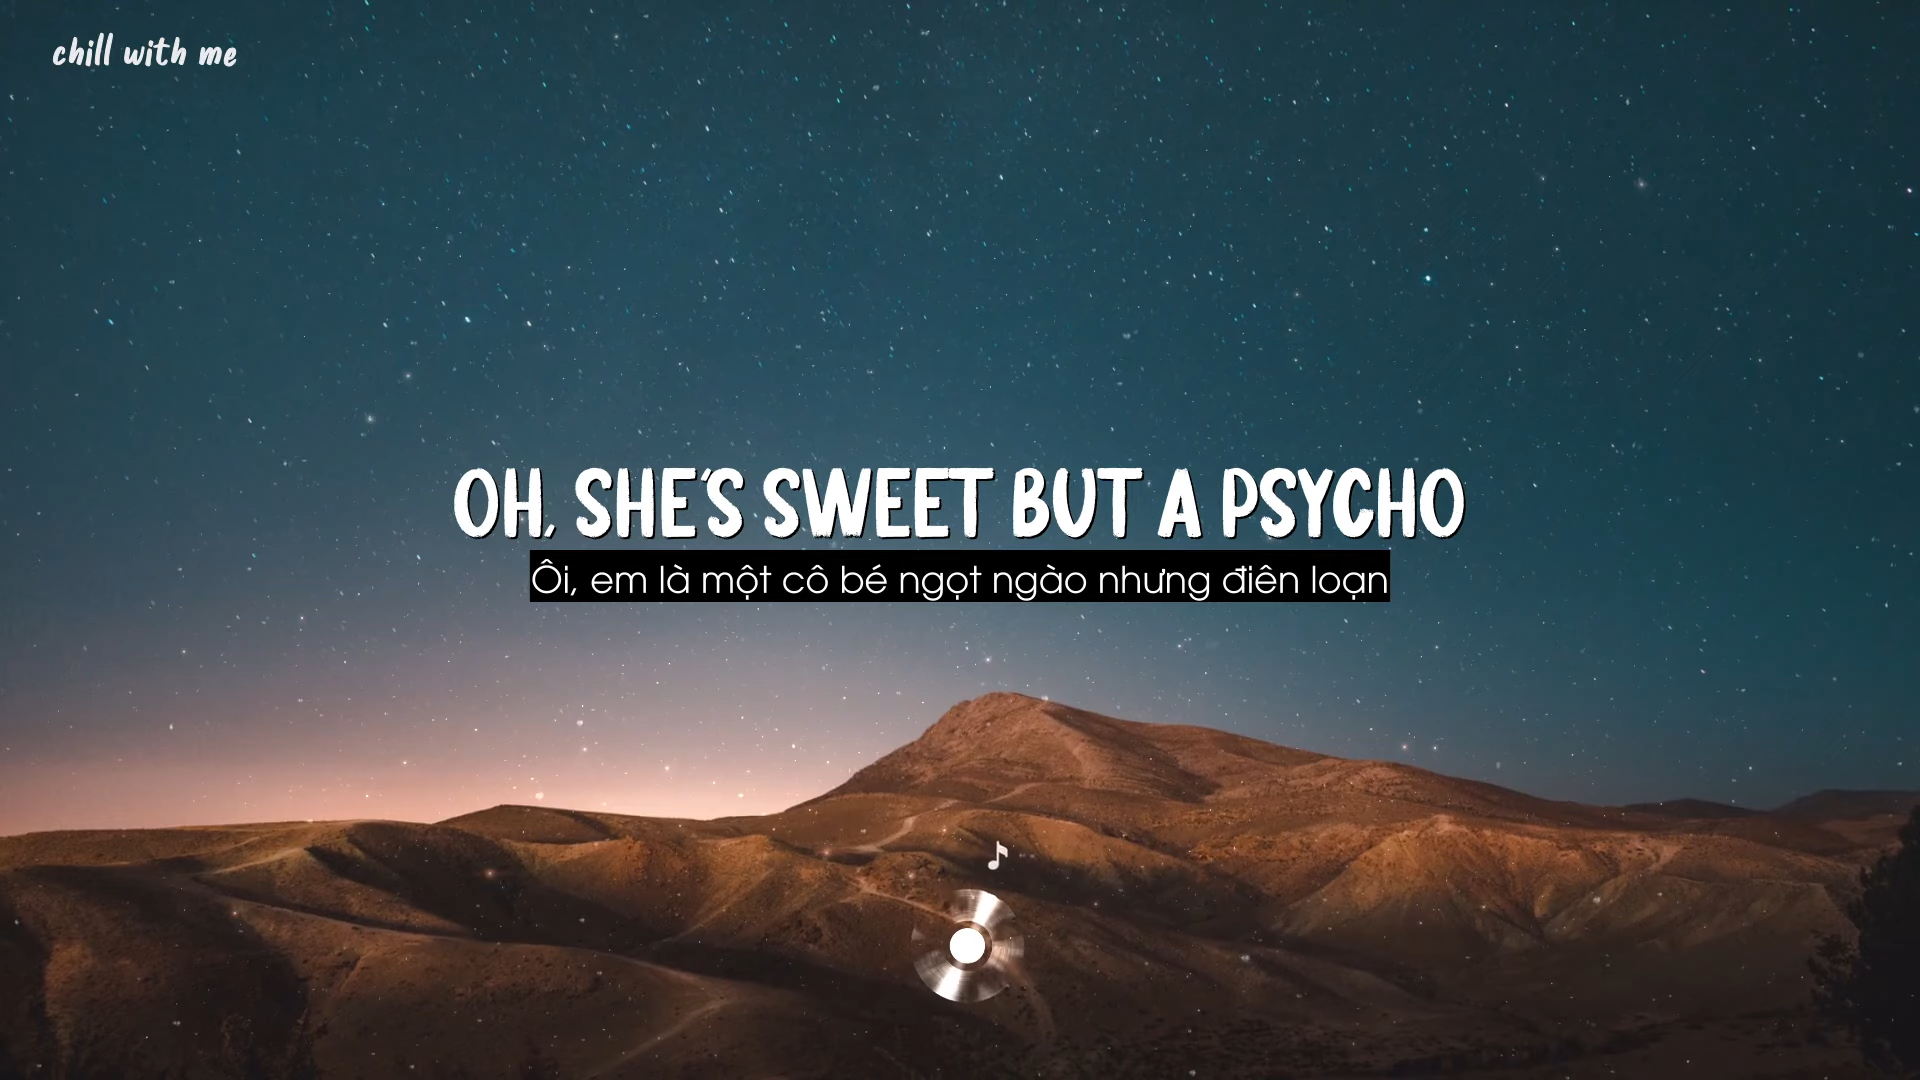 chill with me
OH, SHE'S SWEET BUT A PSYCHO
Ôi, em là một cô bé ngọt ngào nhưng điên loạn